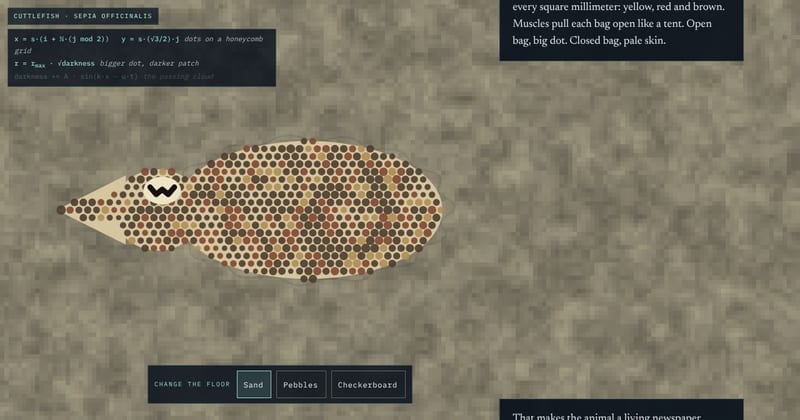 CUTTLEFISH · SEPIA OFFICINALIS
x = s·(i + ½·(j mod 2)) y = s·(√3/2)·j dots on a honeycomb
grid
r = rmax · √darkness bigger dot, darker patch
darkness += A · sin(k·x − ω·t) the passing cloud
every square millimeter: yellow, red and brown.
Muscles pull each bag open like a tent. Open
bag, big dot. Closed bag, pale skin.
CHANGE THE FLOOR Sand Pebbles Checkerboard
That makes the animal a living newspaper